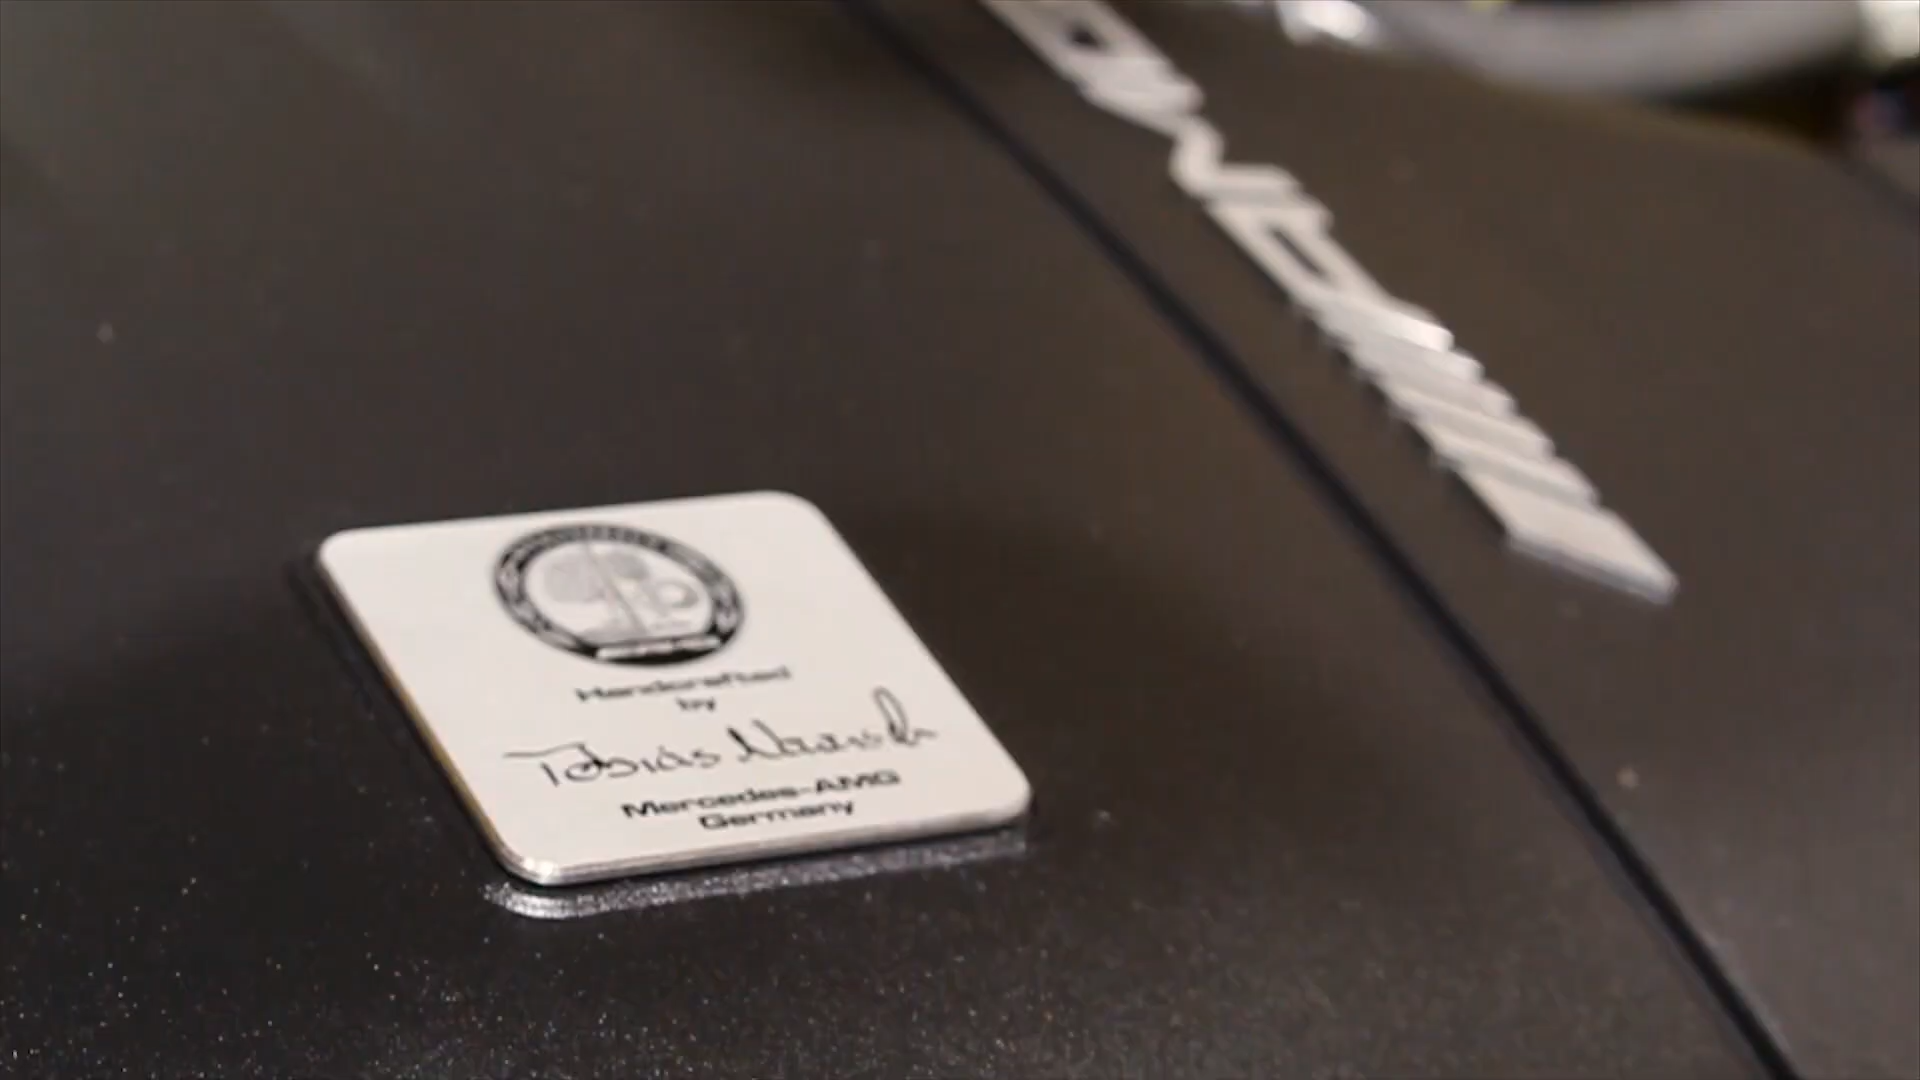 Handcrafted
by
Tobias
Mercedes-AMG
Germany